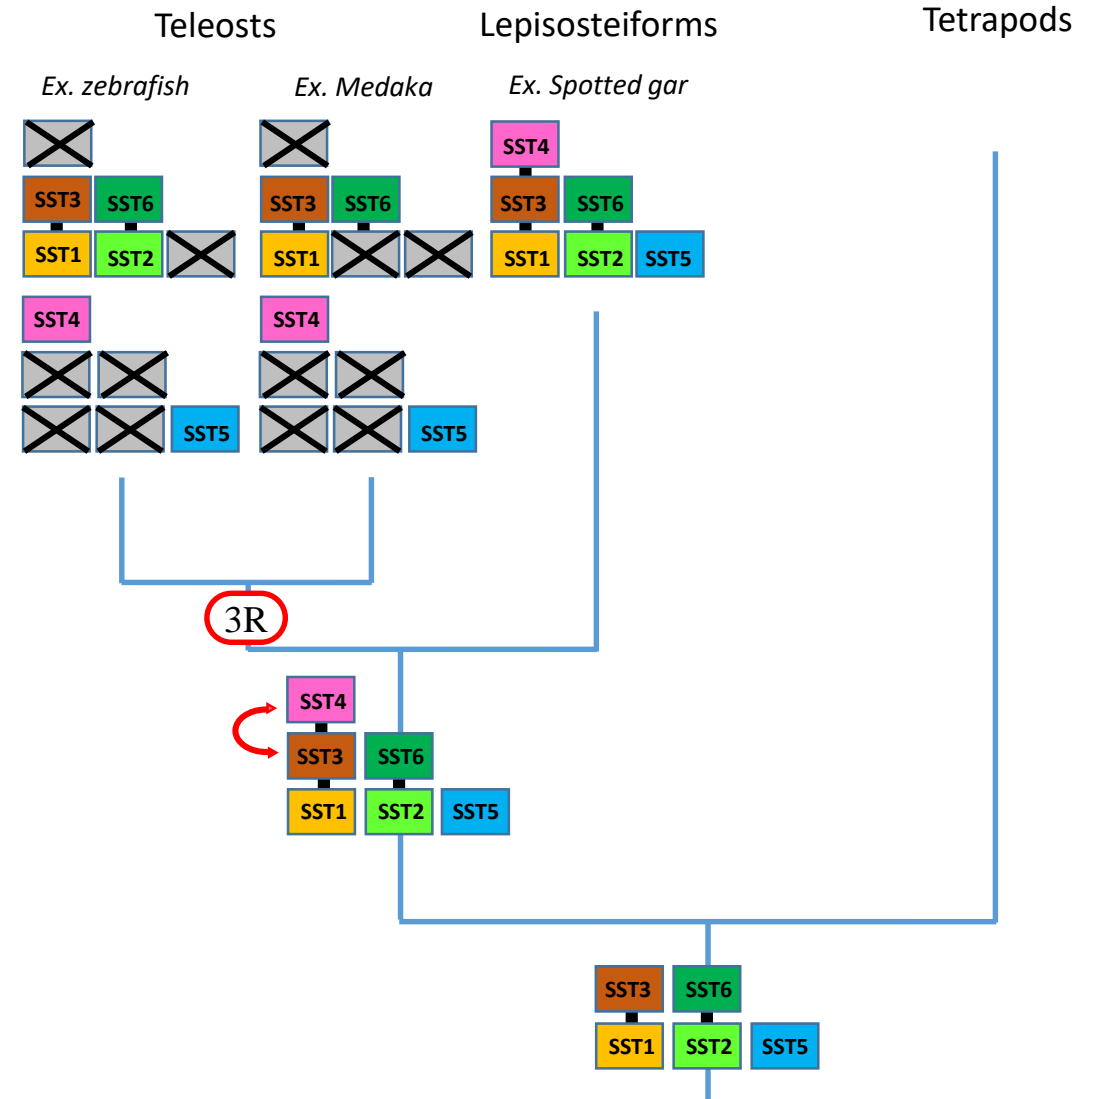 Teleosts Lepisosteiforms Tetrapods
Ex. zebrafish Ex. Medaka Ex. Spotted gar
SST4
SST3 SST6 SST3 SST6 SST3 SST6
SST1 SST2 SST1 SST1 SST2 SST5
SST4 SST4
SST5 SST5
3R
SST4
SST3 SST6
SST1 SST2 SST5
SST3 SST6
SST1 SST2 SST5